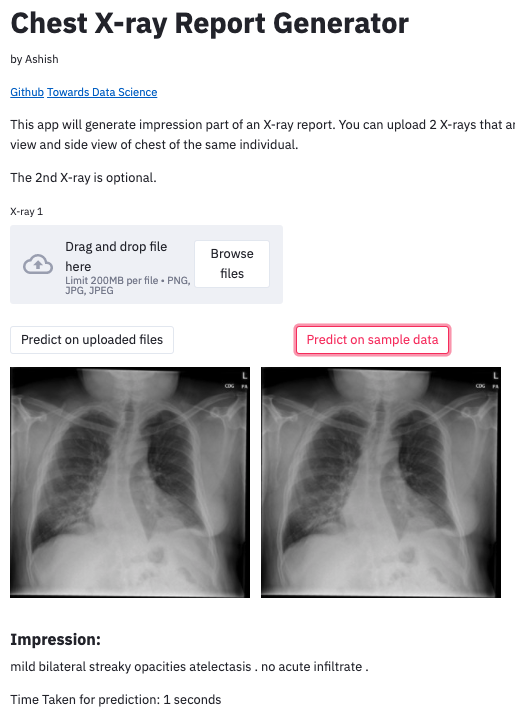 Chest X-ray Report Generator
by Ashish
Github Towards Data Science
This app will generate impression part of an X-ray report. You can upload 2 X-rays that
view and side view of chest of the same individual.
The 2nd X-ray is optional.
X-ray 1
Drag and drop file
here
Limit 200MB per file • PNG,
JPG, JPEG
Browse
files
Predict on uploaded files
Predict on sample data
L
CDG PA
L
CDG PA
Impression:
mild bilateral streaky opacities atelectasis . no acute infiltrate .
Time Taken for prediction: 1 seconds